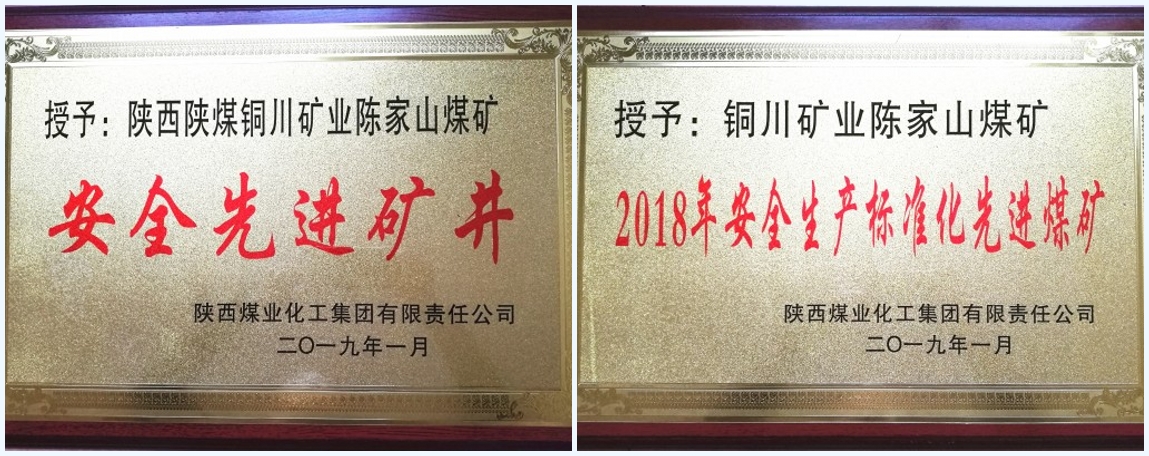 授予：陕西陕煤铜川矿业陈家山煤矿
安全先进矿井
陕西煤业化工集团有限责任公司
二〇一九年一月
授予：铜川矿业陈家山煤矿
2018年安全生产标准化先进煤矿
陕西煤业化工集团有限责任公司
二〇一九年一月